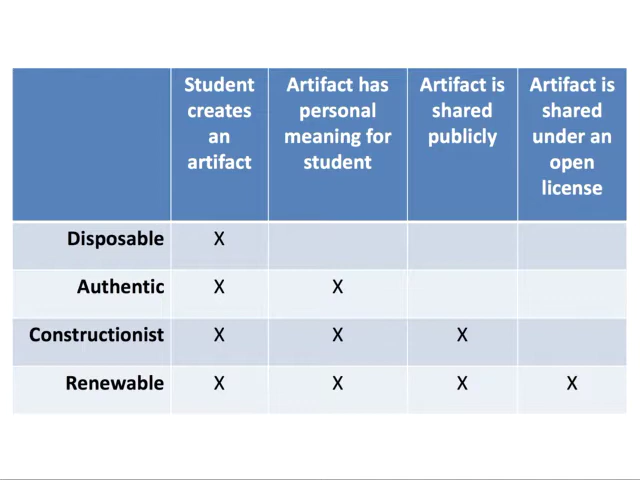 Student creates an artifact
Artifact has personal meaning for student
Artifact is shared publicly
Artifact is shared under an open license
Disposable X
Authentic X X
Constructionist X X X
Renewable X X X X